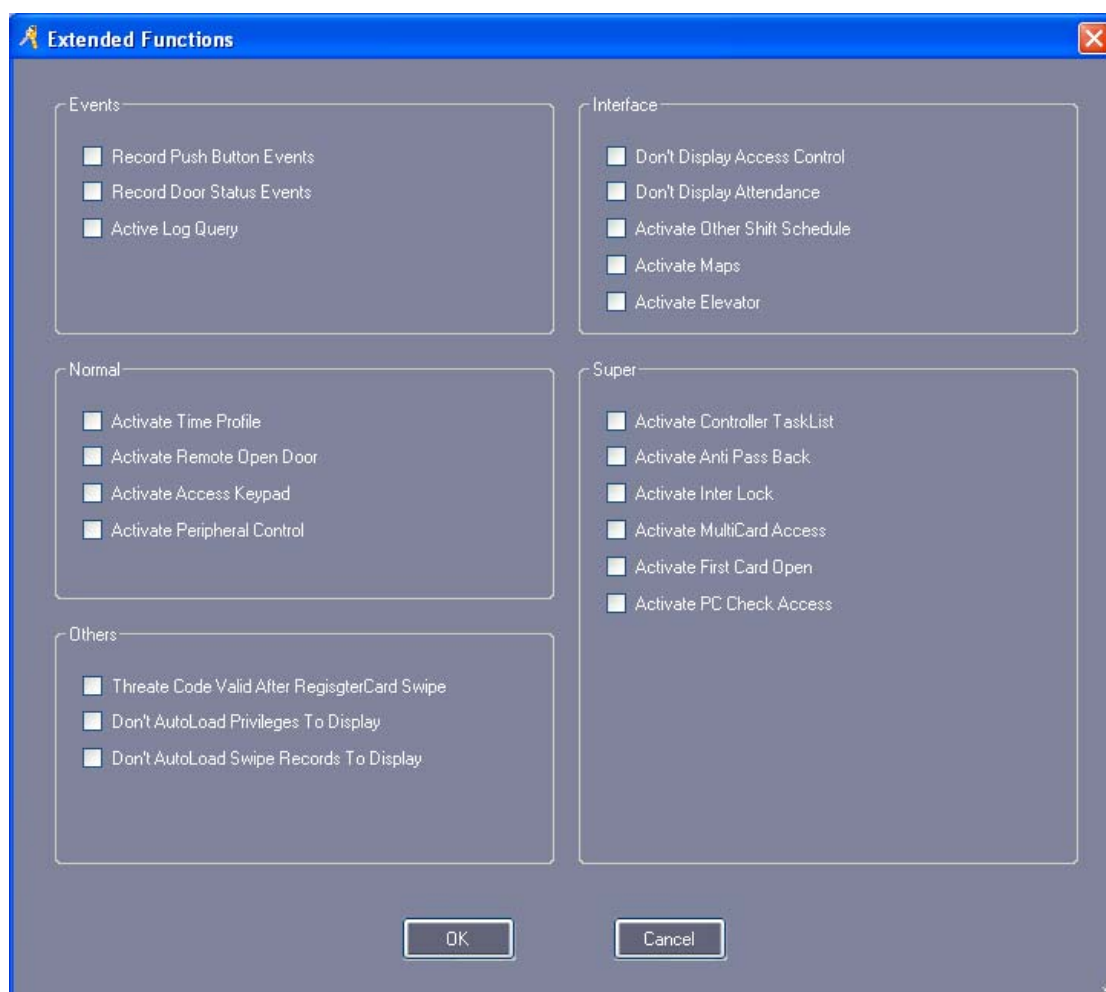 Extended Functions
Events
Record Push Button Events
Record Door Status Events
Active Log Query
Interface
Don't Display Access Control
Don't Display Attendance
Activate Other Shift Schedule
Activate Maps
Activate Elevator
Normal
Activate Time Profile
Activate Remote Open Door
Activate Access Keypad
Activate Peripheral Control
Super
Activate Controller TaskList
Activate Anti Pass Back
Activate Inter Lock
Activate MultiCard Access
Activate First Card Open
Activate PC Check Access
Others
Threate Code Valid After RegisgterCard Swipe
Don't AutoLoad Privileges To Display
Don't AutoLoad Swipe Records To Display
OK
Cancel